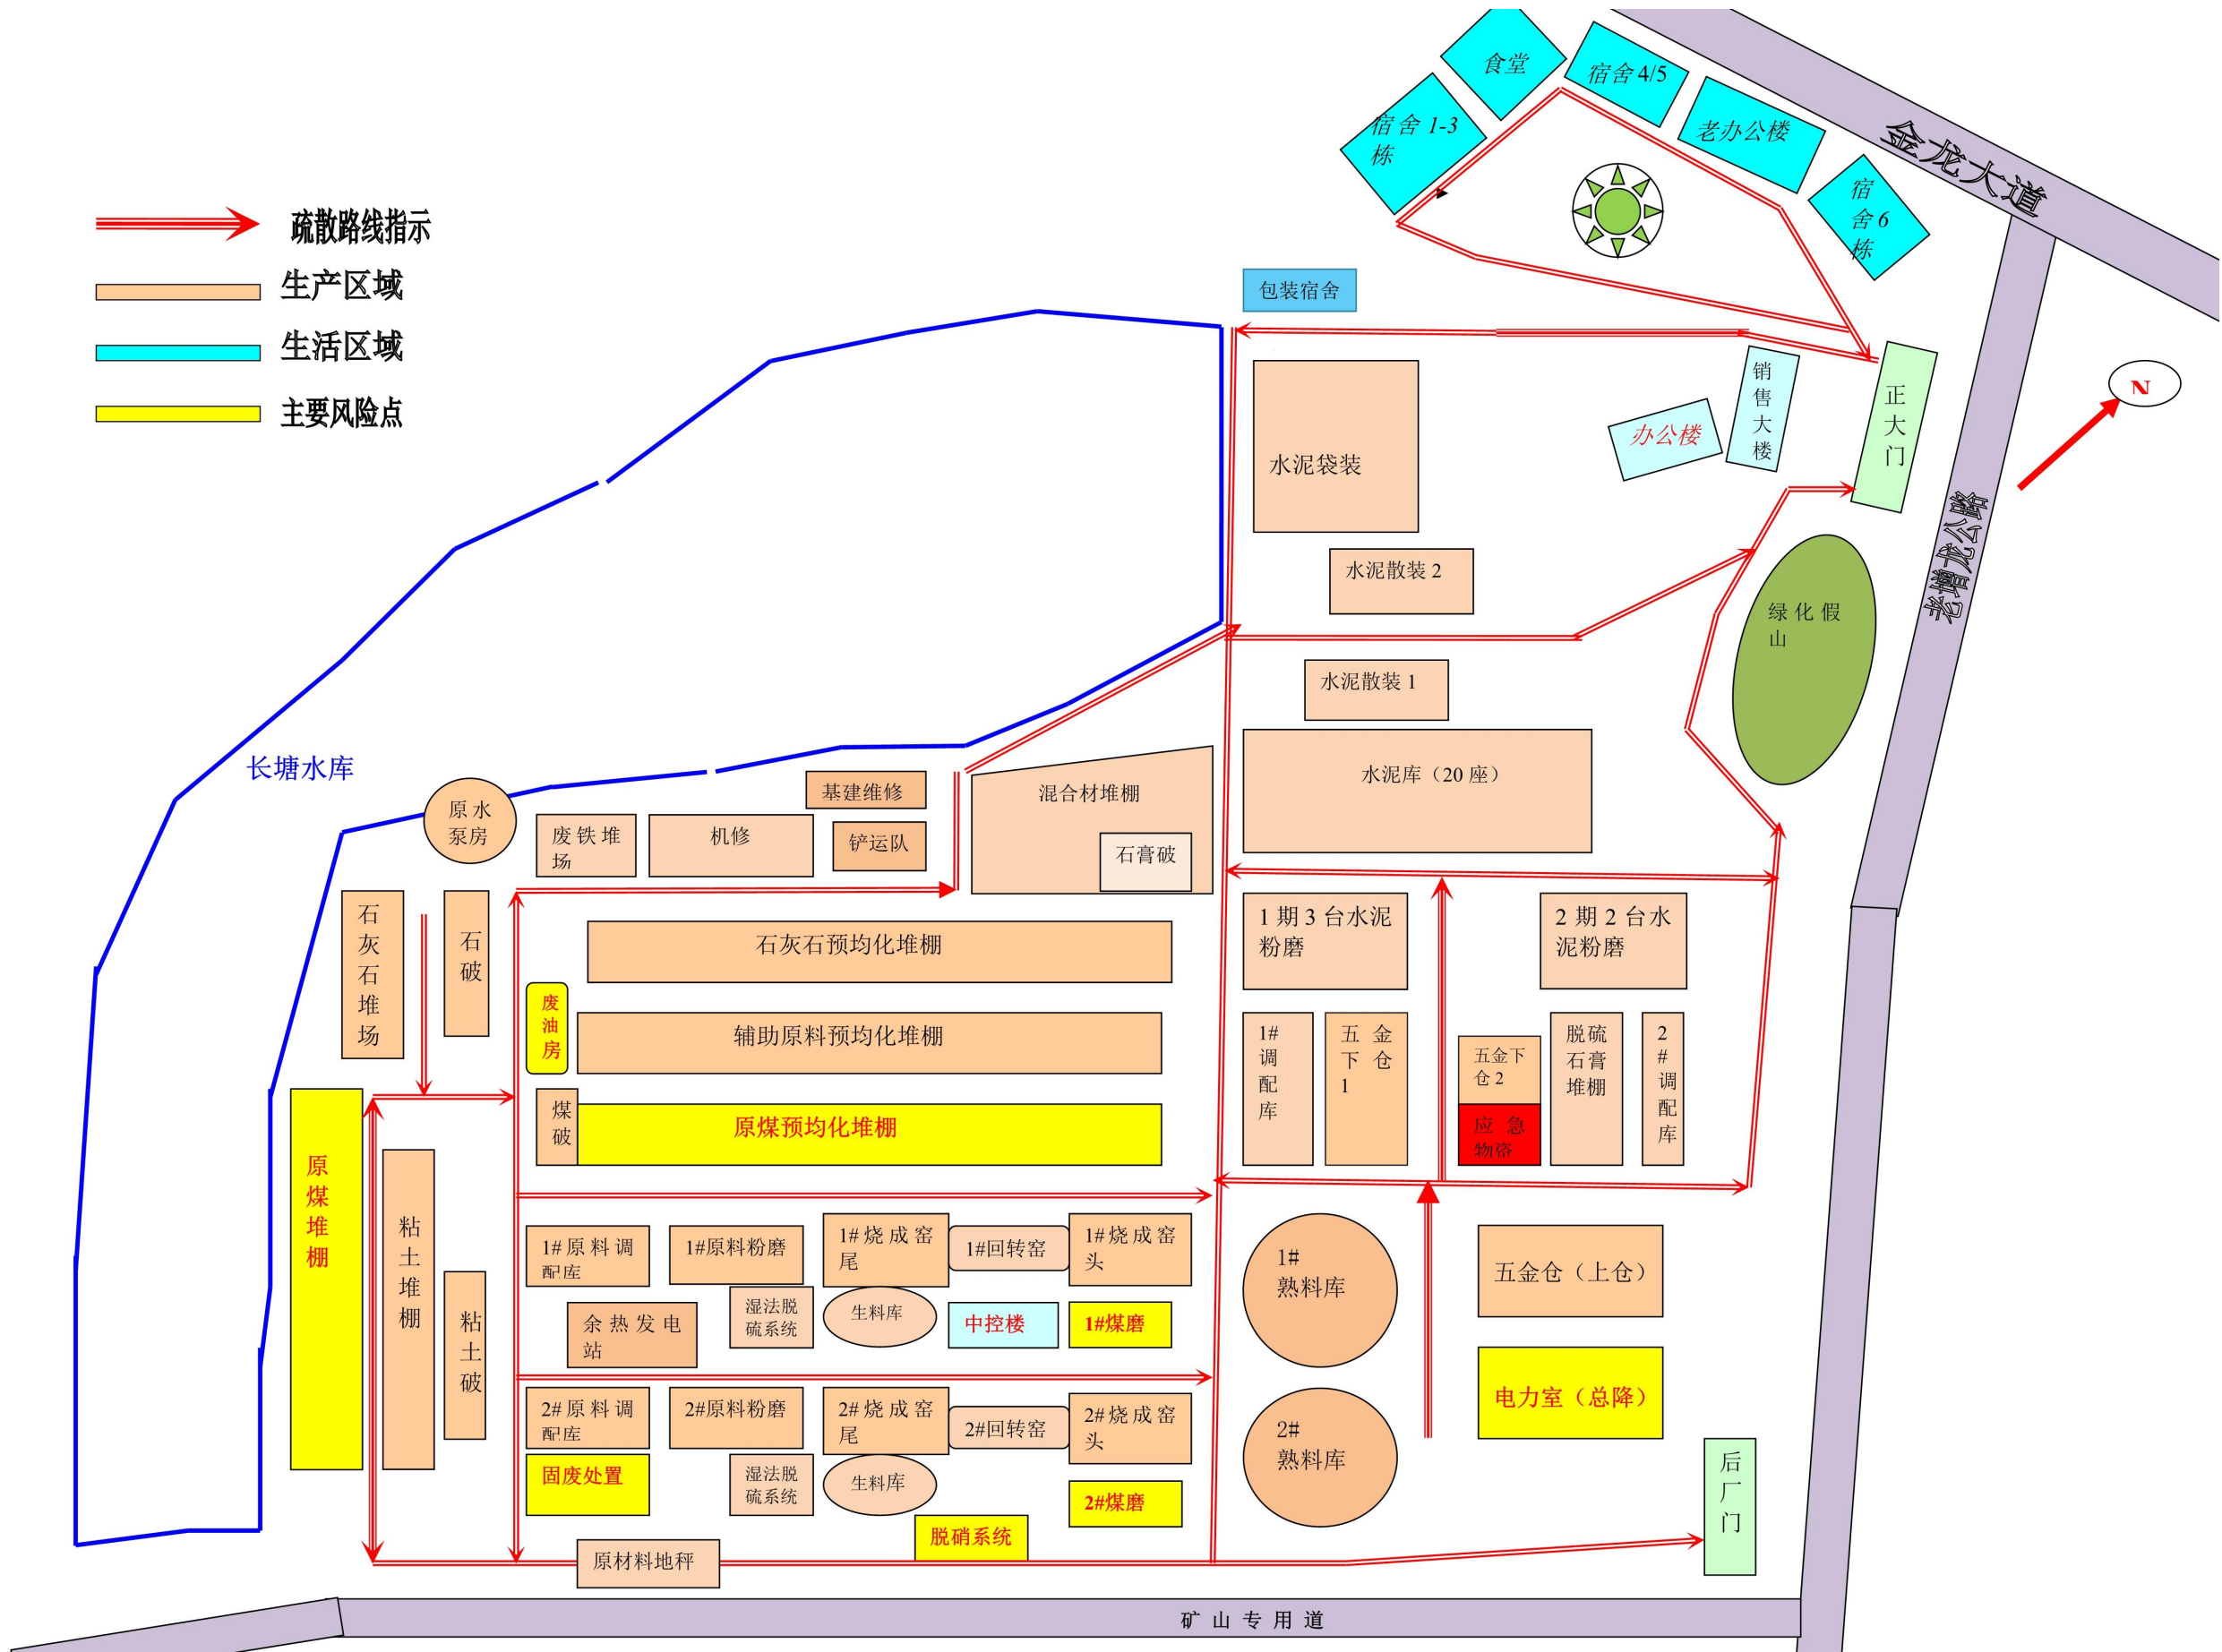 食堂
宿舍 4/5
宿舍 1-3
栋
老办公楼
金龙大道
宿
舍 6
栋
疏散路线指示
生产区域
生活区域
主要风险点
包装宿舍
销
售
大
楼
办公楼
正
大
门
N
水泥袋装
老增龙公路
水泥散装 2
绿化假
山
水泥散装 1
长塘水库
水泥库（20 座）
原水
泵房
基建维修
混合材堆棚
废铁堆
场
机修
铲运队
石膏破
石
灰
石
堆
场
石
破
石灰石预均化堆棚
1 期 3 台水泥
粉磨
2 期 2 台水
泥粉磨
废
油
房
辅助原料预均化堆棚
1#
调
配
库
五金
下仓
1
五金下
仓 2
应急
物资
脱硫
石膏
堆棚
2
#
调
配
库
煤
破
原煤预均化堆棚
原
煤
堆
棚
粘
土
堆
棚
粘
土
破
1#原料调
配库
1#原料粉磨
1#烧成窑
尾
1#回转窑
1#烧成窑
头
1#
熟料库
五金仓（上仓）
余热发电
站
湿法脱
硫系统
生料库
中控楼
1#煤磨
电力室（总降）
2#原料调
配库
2#原料粉磨
2#烧成窑
尾
2#回转窑
2#烧成窑
头
2#
熟料库
固废处置
湿法脱
硫系统
生料库
2#煤磨
后
厂
门
脱硝系统
原材料地秤
矿山专用道